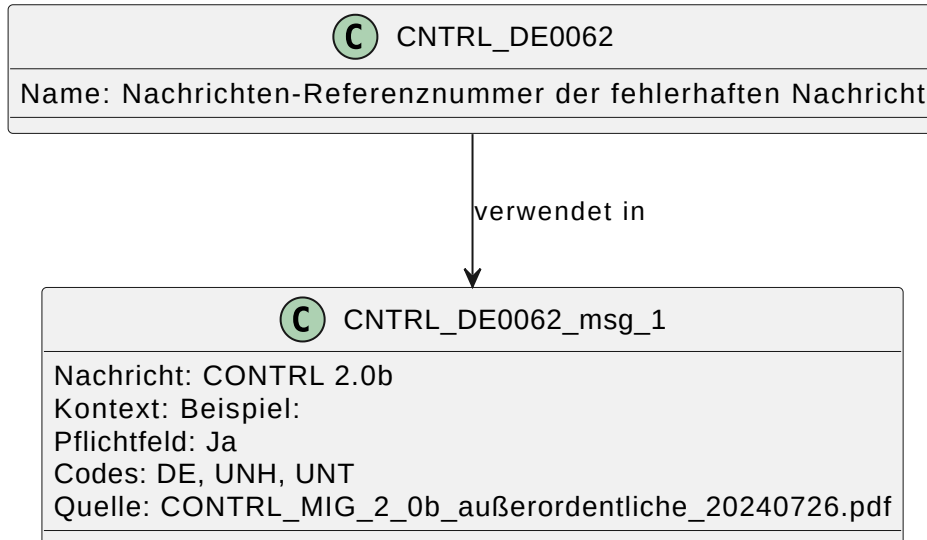 C CNTRL_DE0062
Name: Nachrichten-Referenznummer der fehlerhaften Nachricht
verwendet in
C CNTRL_DE0062_msg_1
Nachricht: CONTRL 2.0b
Kontext: Beispiel:
Pflichtfeld: Ja
Codes: DE, UNH, UNT
Quelle: CONTRL_MIG_2_0b_außerordentliche_20240726.pdf